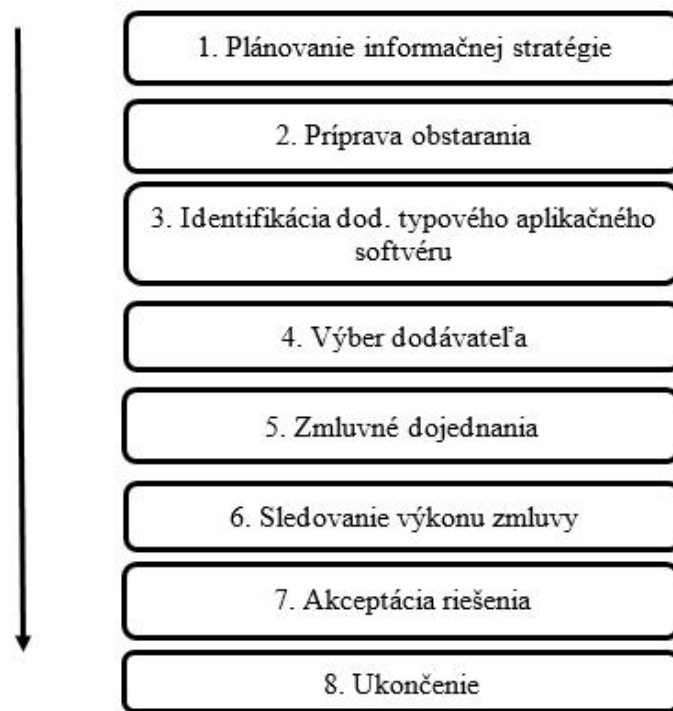 1. Plánovanie informačnej stratégie
2. Príprava obstarania
3. Identifikácia dod. typového aplikačného
softvéru
4. Výber dodávateľa
5. Zmluvné dojednania
6. Sledovanie výkonu zmluvy
7. Akceptácia riešenia
8. Ukončenie